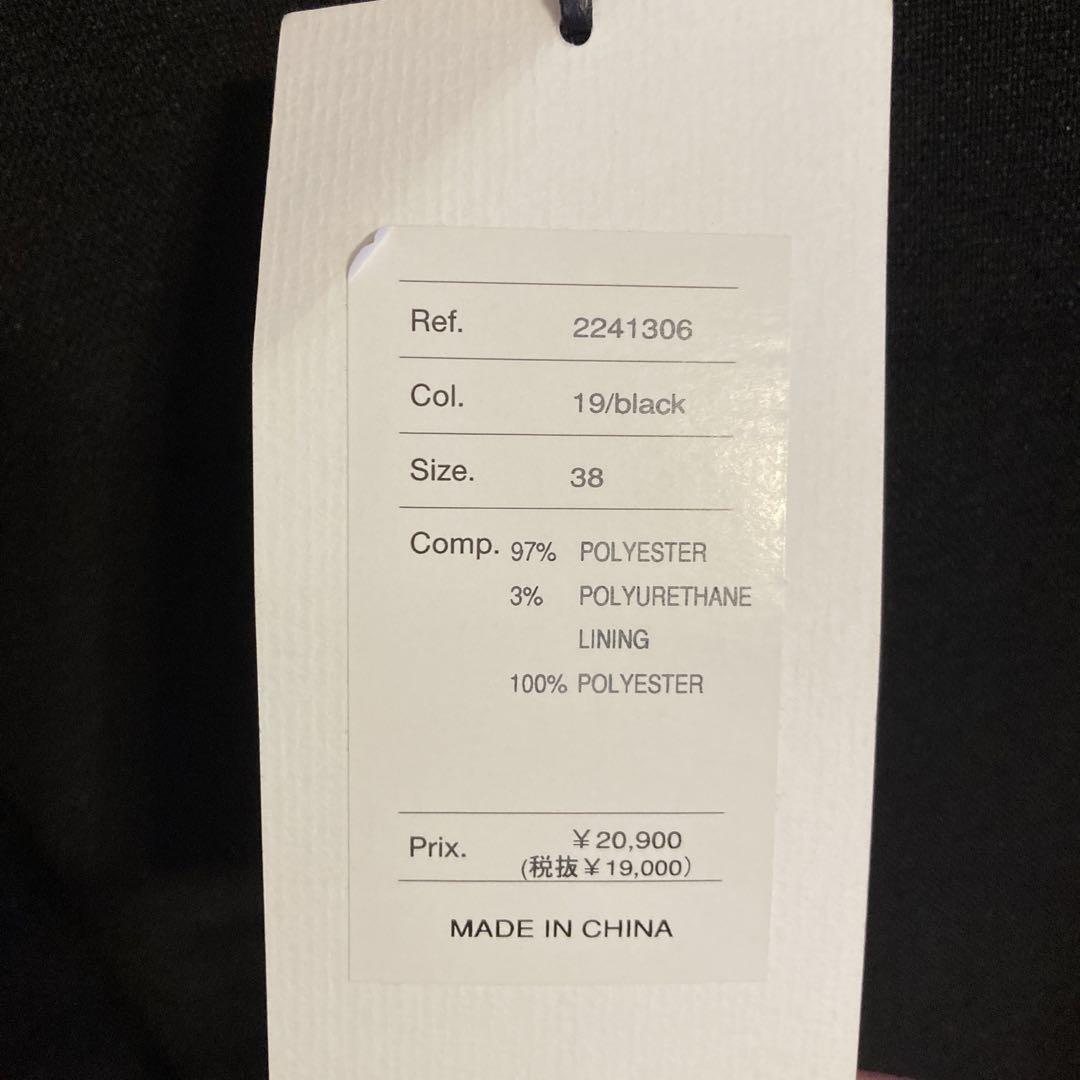 Ref. 2241306
Col. 19/black
Size. 38
Comp. 97% POLYESTER
3% POLYURETHANE
LINING
100% POLYESTER
Prix. ¥20,900
(税抜¥19,000)
MADE IN CHINA